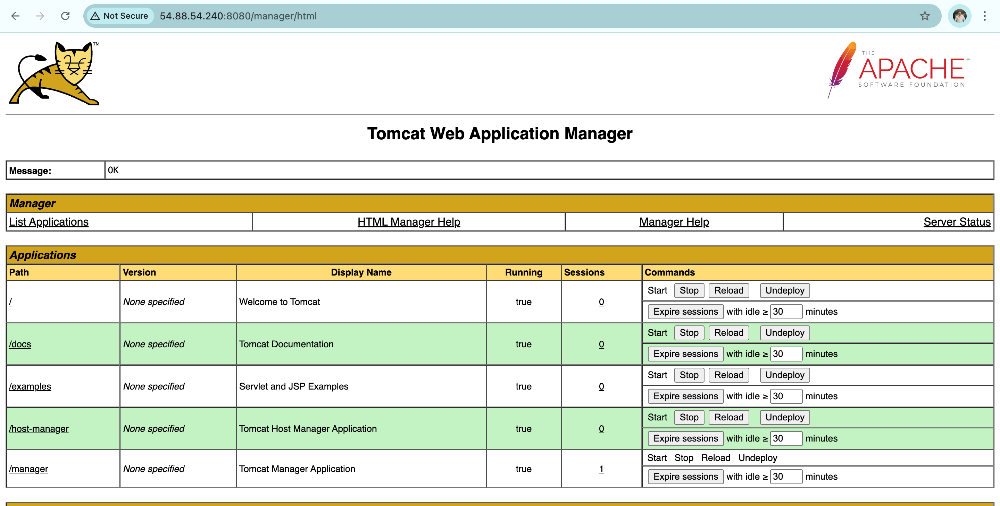 Not Secure 54.88.54.240:8080/manager/html
TM
THE
APACHE ®
SOFTWARE FOUNDATION
Tomcat Web Application Manager
Message: OK
Manager
List Applications HTML Manager Help Manager Help Server Status
Applications
Path Version Display Name Running Sessions Commands
/ None specified Welcome to Tomcat true 0 Start Stop Reload Undeploy
Expire sessions with idle ≥ 30 minutes
/docs None specified Tomcat Documentation true 0 Start Stop Reload Undeploy
Expire sessions with idle ≥ 30 minutes
/examples None specified Servlet and JSP Examples true 0 Start Stop Reload Undeploy
Expire sessions with idle ≥ 30 minutes
/host-manager None specified Tomcat Host Manager Application true 0 Start Stop Reload Undeploy
Expire sessions with idle ≥ 30 minutes
/manager None specified Tomcat Manager Application true 1 Start Stop Reload Undeploy
Expire sessions with idle ≥ 30 minutes